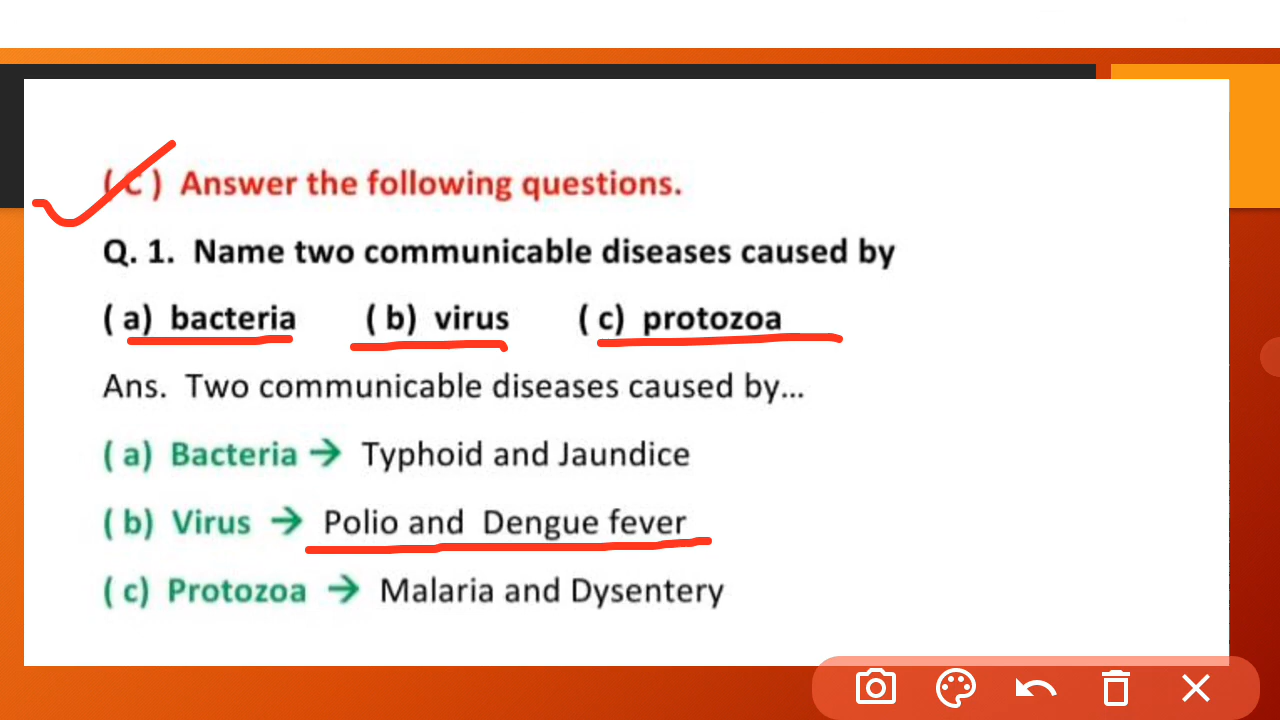 ( C ) Answer the following questions.
Q. 1. Name two communicable diseases caused by
( a) bacteria ( b) virus ( c) protozoa
Ans. Two communicable diseases caused by...
( a) Bacteria → Typhoid and Jaundice
( b) Virus → Polio and Dengue fever
( c) Protozoa → Malaria and Dysentery